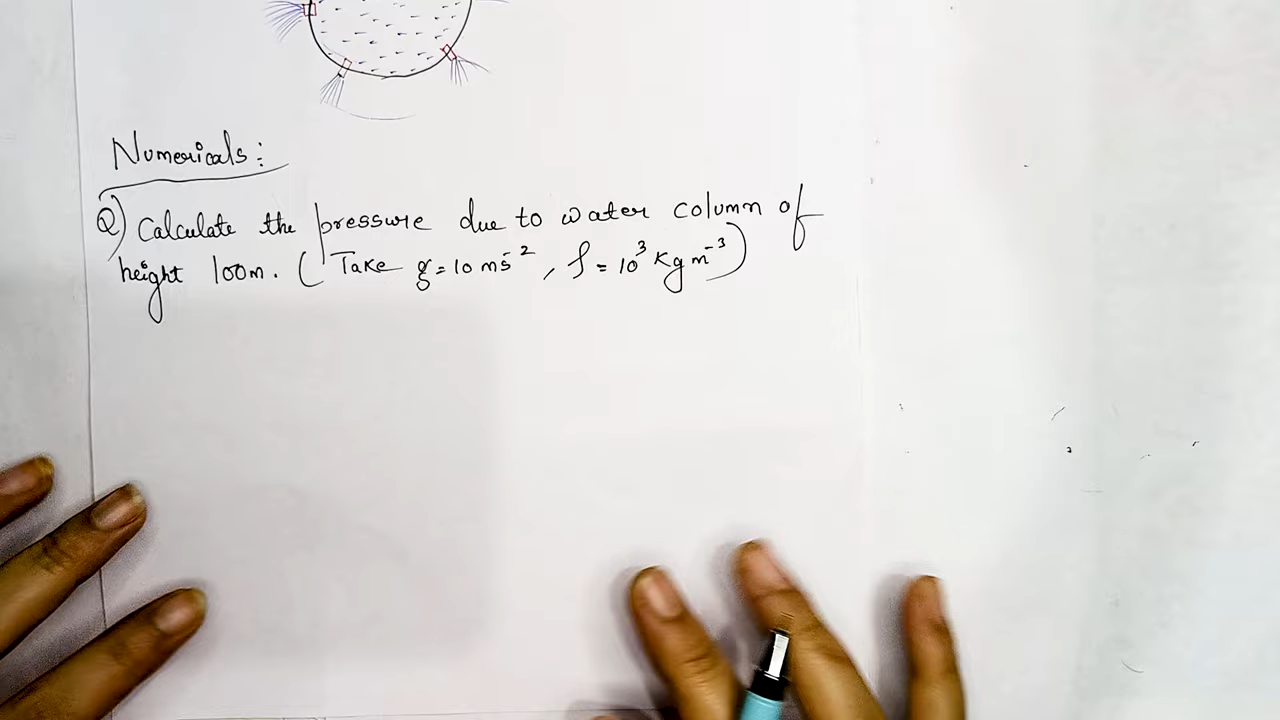 Numericals:
Q) Calculate the pressure due to water column of
height 100m. ( Take g = 10 ms⁻², ρ = 10³ Kg m⁻³)